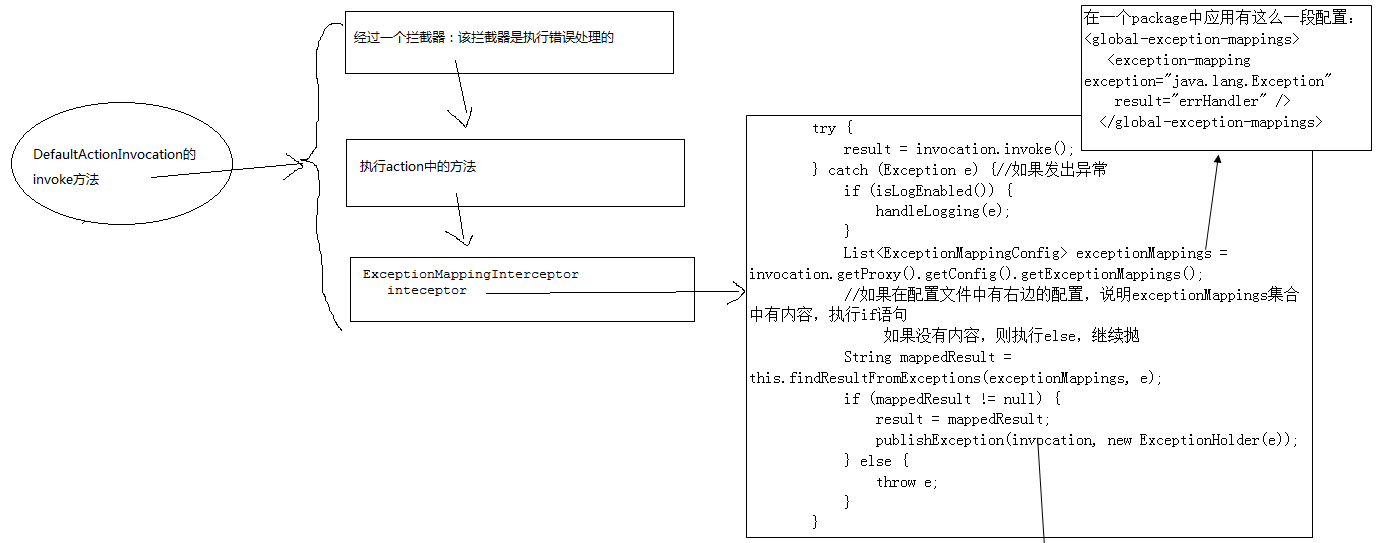 DefaultActionInvocation的
invoke方法
经过一个拦截器：该拦截器是执行错误处理的
执行action中的方法
ExceptionMappingInterceptor
inteceptor
try {
result = invocation.invoke();
} catch (Exception e) {//如果发出异常
if (isLogEnabled()) {
handleLogging(e);
}
List<ExceptionMappingConfig> exceptionMappings =
invocation.getProxy().getConfig().getExceptionMappings();
//如果在配置文件中有右边的配置，说明exceptionMappings集合
中有内容，执行if语句
如果没有内容，则执行else，继续抛
String mappedResult =
this.findResultFromExceptions(exceptionMappings, e);
if (mappedResult != null) {
result = mappedResult;
publishException(invocation, new ExceptionHolder(e));
} else {
throw e;
}
}
在一个package中应用有这么一段配置：
<global-exception-mappings>
<exception-mapping
exception="java.lang.Exception"
result="errHandler" />
</global-exception-mappings>